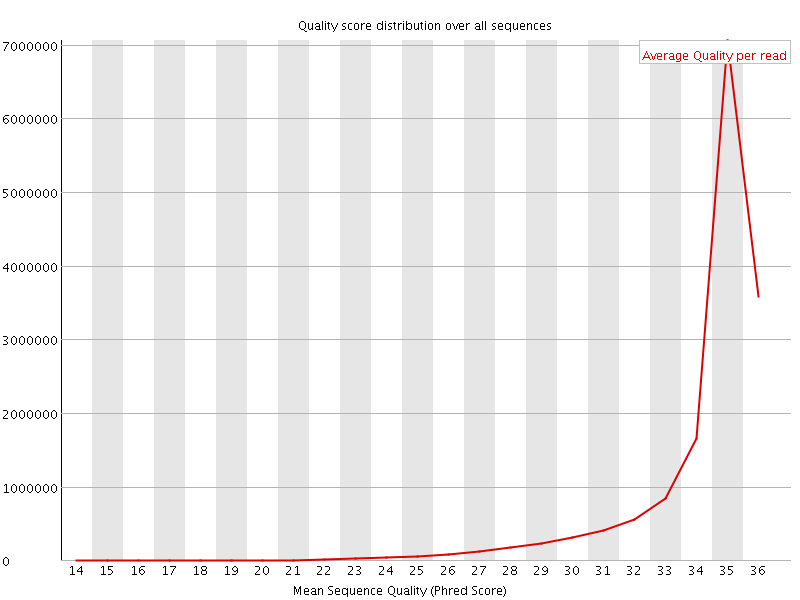 Quality score distribution over all sequences
Average Quality per read
7000000
6000000
5000000
4000000
3000000
2000000
1000000
0
14 15 16 17 18 19 20 21 22 23 24 25 26 27 28 29 30 31 32 33 34 35 36
Mean Sequence Quality (Phred Score)